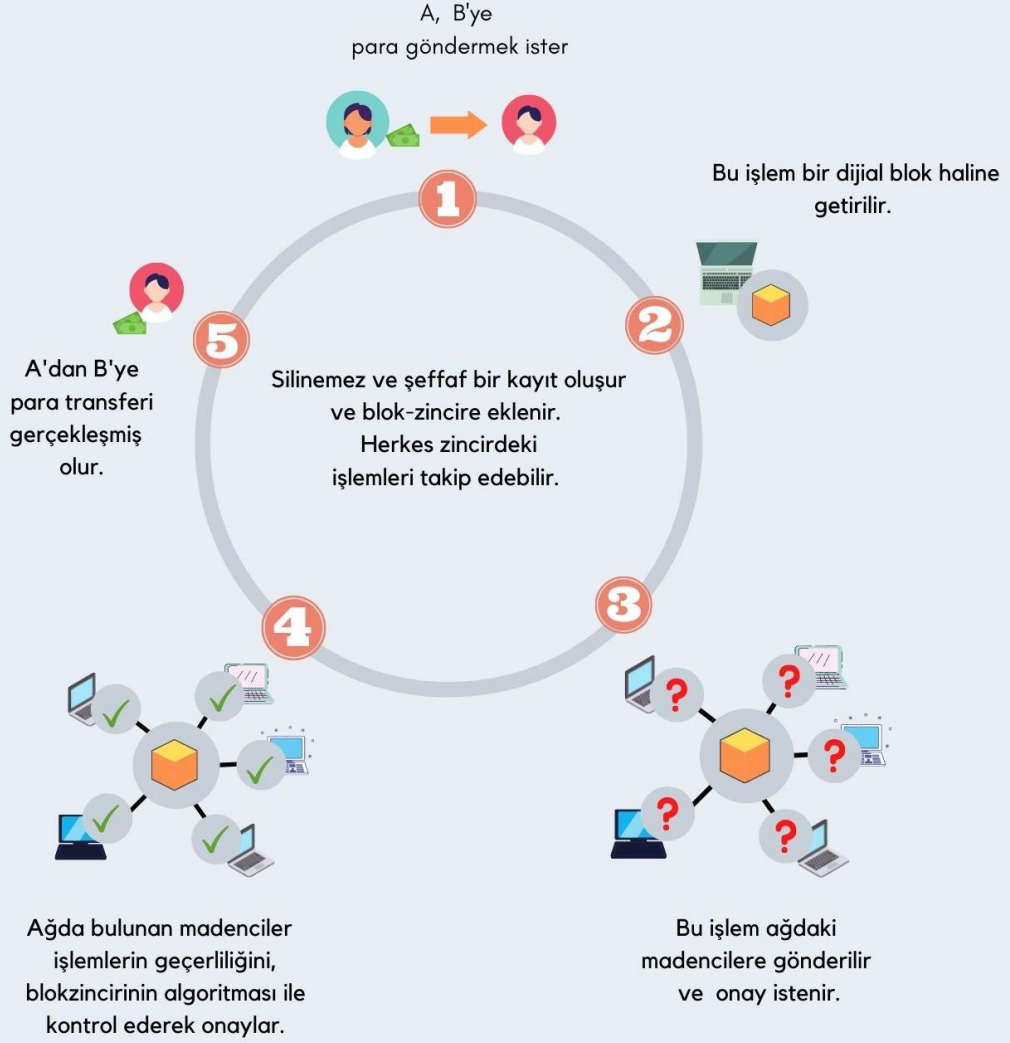 A, B'ye
para göndermek ister
1
Bu işlem bir dijial blok haline
getirilir.
2
5
A'dan B'ye
para transferi
gerçekleşmiş
olur.
Silinemez ve şeffaf bir kayıt oluşur
ve blok-zincire eklenir.
Herkes zincirdeki
işlemleri takip edebilir.
3
4
Bu işlem ağdaki
madencilere gönderilir
ve onay istenir.
Ağda bulunan madenciler
işlemlerin geçerliliğini,
blokzincirinin algoritması ile
kontrol ederek onaylar.